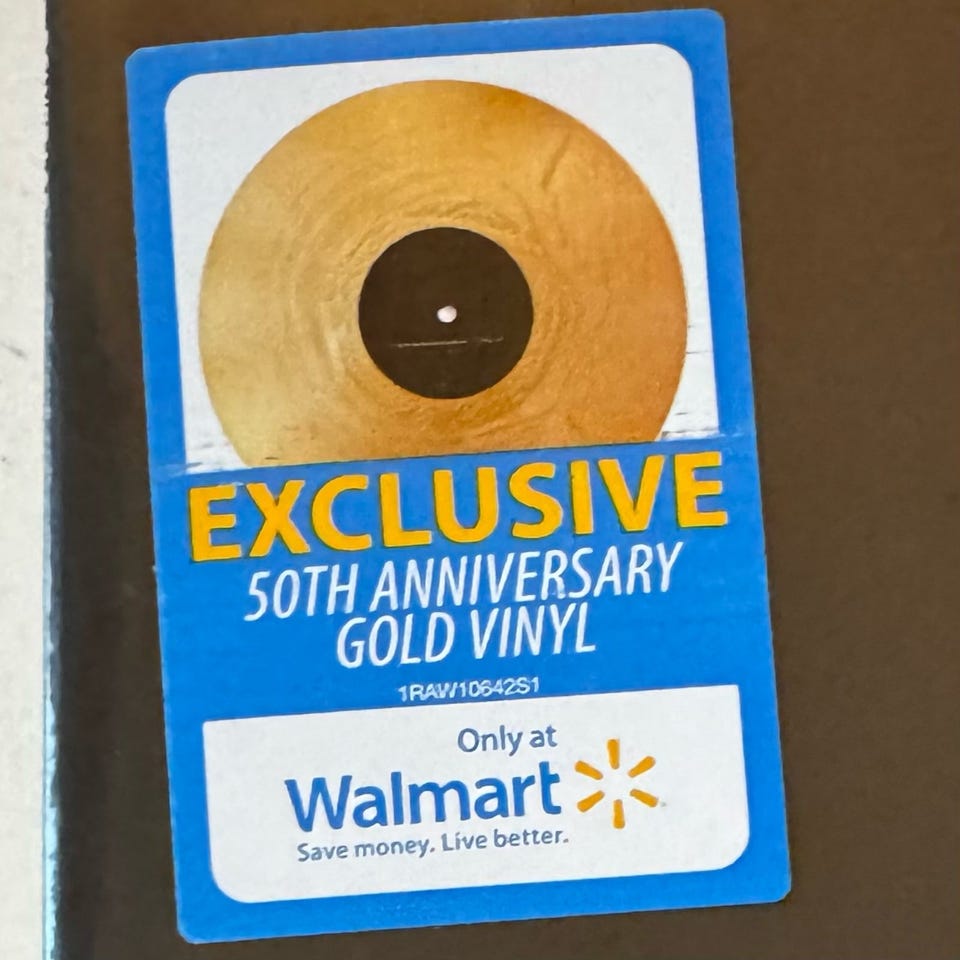 EXCLUSIVE
50TH ANNIVERSARY
GOLD VINYL
1RAW10642S1
Only at
Walmart
Save money. Live better.